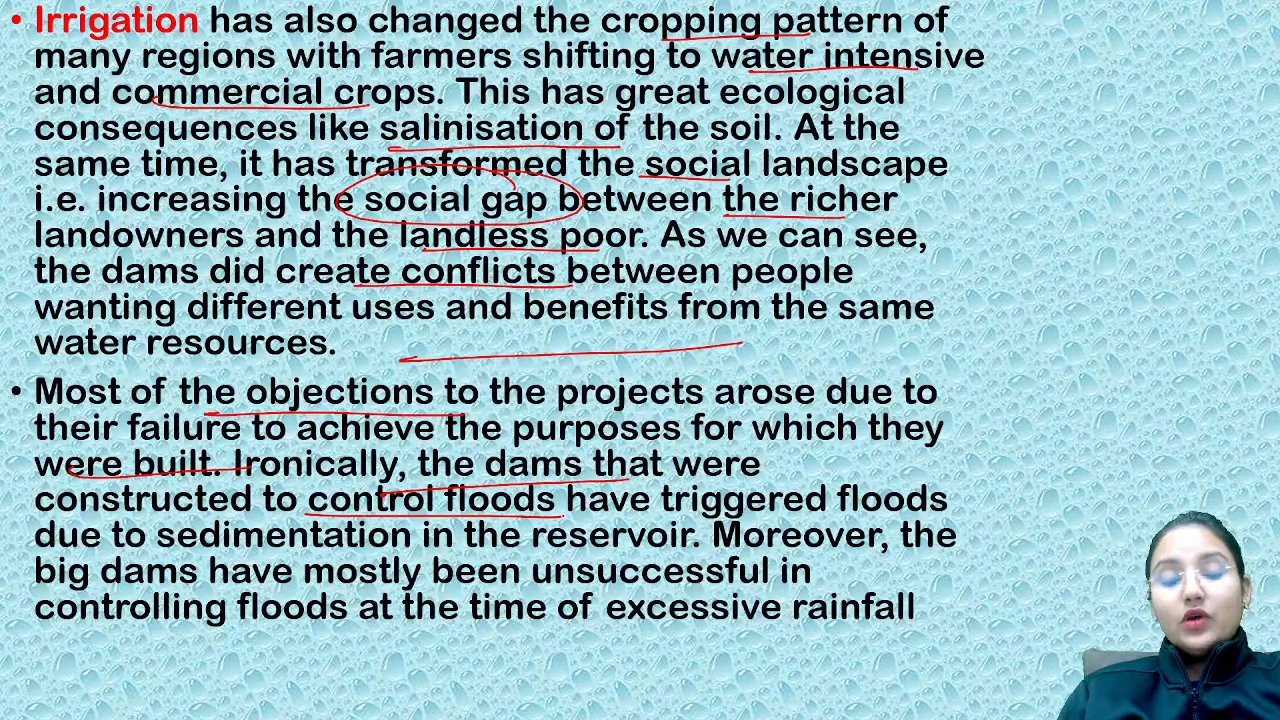 • Irrigation has also changed the cropping pattern of
many regions with farmers shifting to water intensive
and commercial crops. This has great ecological
consequences like salinisation of the soil. At the
same time, it has transformed the social landscape
i.e. increasing the social gap between the richer
landowners and the landless poor. As we can see,
the dams did create conflicts between people
wanting different uses and benefits from the same
water resources.
• Most of the objections to the projects arose due to
their failure to achieve the purposes for which they
were built. Ironically, the dams that were
constructed to control floods have triggered floods
due to sedimentation in the reservoir. Moreover, the
big dams have mostly been unsuccessful in
controlling floods at the time of excessive rainfall